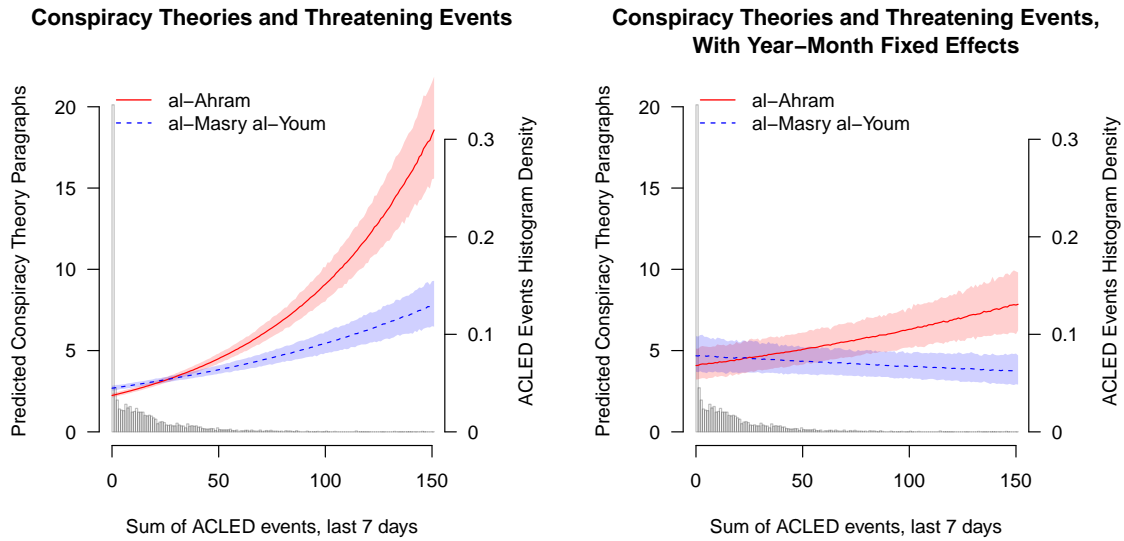 Conspiracy Theories and Threatening Events
al−Ahram
al−Masry al−Youm
Predicted Conspiracy Theory Paragraphs
20
15
10
5
0
ACLED Events Histogram Density
0.3
0.2
0.1
0
0 50 100 150
Sum of ACLED events, last 7 days
Conspiracy Theories and Threatening Events,
With Year−Month Fixed Effects
al−Ahram
al−Masry al−Youm
Predicted Conspiracy Theory Paragraphs
20
15
10
5
0
ACLED Events Histogram Density
0.3
0.2
0.1
0
0 50 100 150
Sum of ACLED events, last 7 days